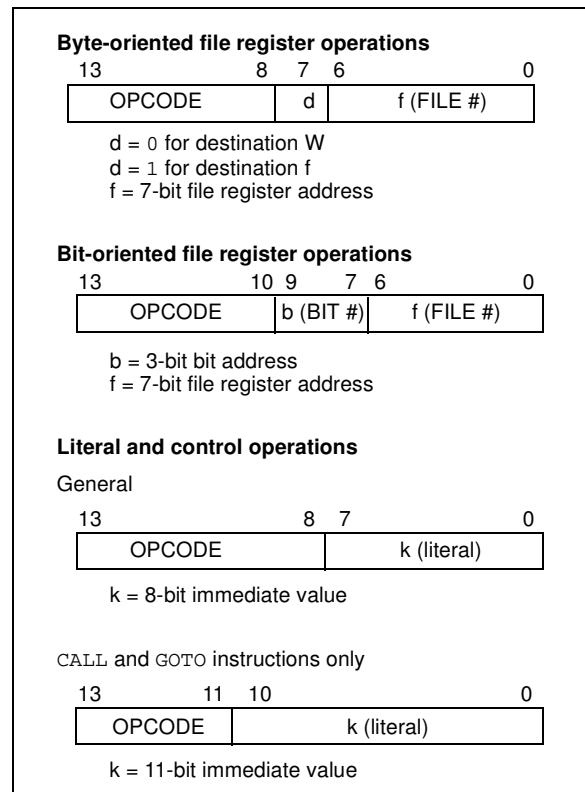 Byte-oriented file register operations
13 8 7 6 0
OPCODE d f (FILE #)
d = 0 for destination W
d = 1 for destination f
f = 7-bit file register address
Bit-oriented file register operations
13 10 9 7 6 0
OPCODE b (BIT #) f (FILE #)
b = 3-bit bit address
f = 7-bit file register address
Literal and control operations
General
13 8 7 0
OPCODE k (literal)
k = 8-bit immediate value
CALL and GOTO instructions only
13 11 10 0
OPCODE k (literal)
k = 11-bit immediate value